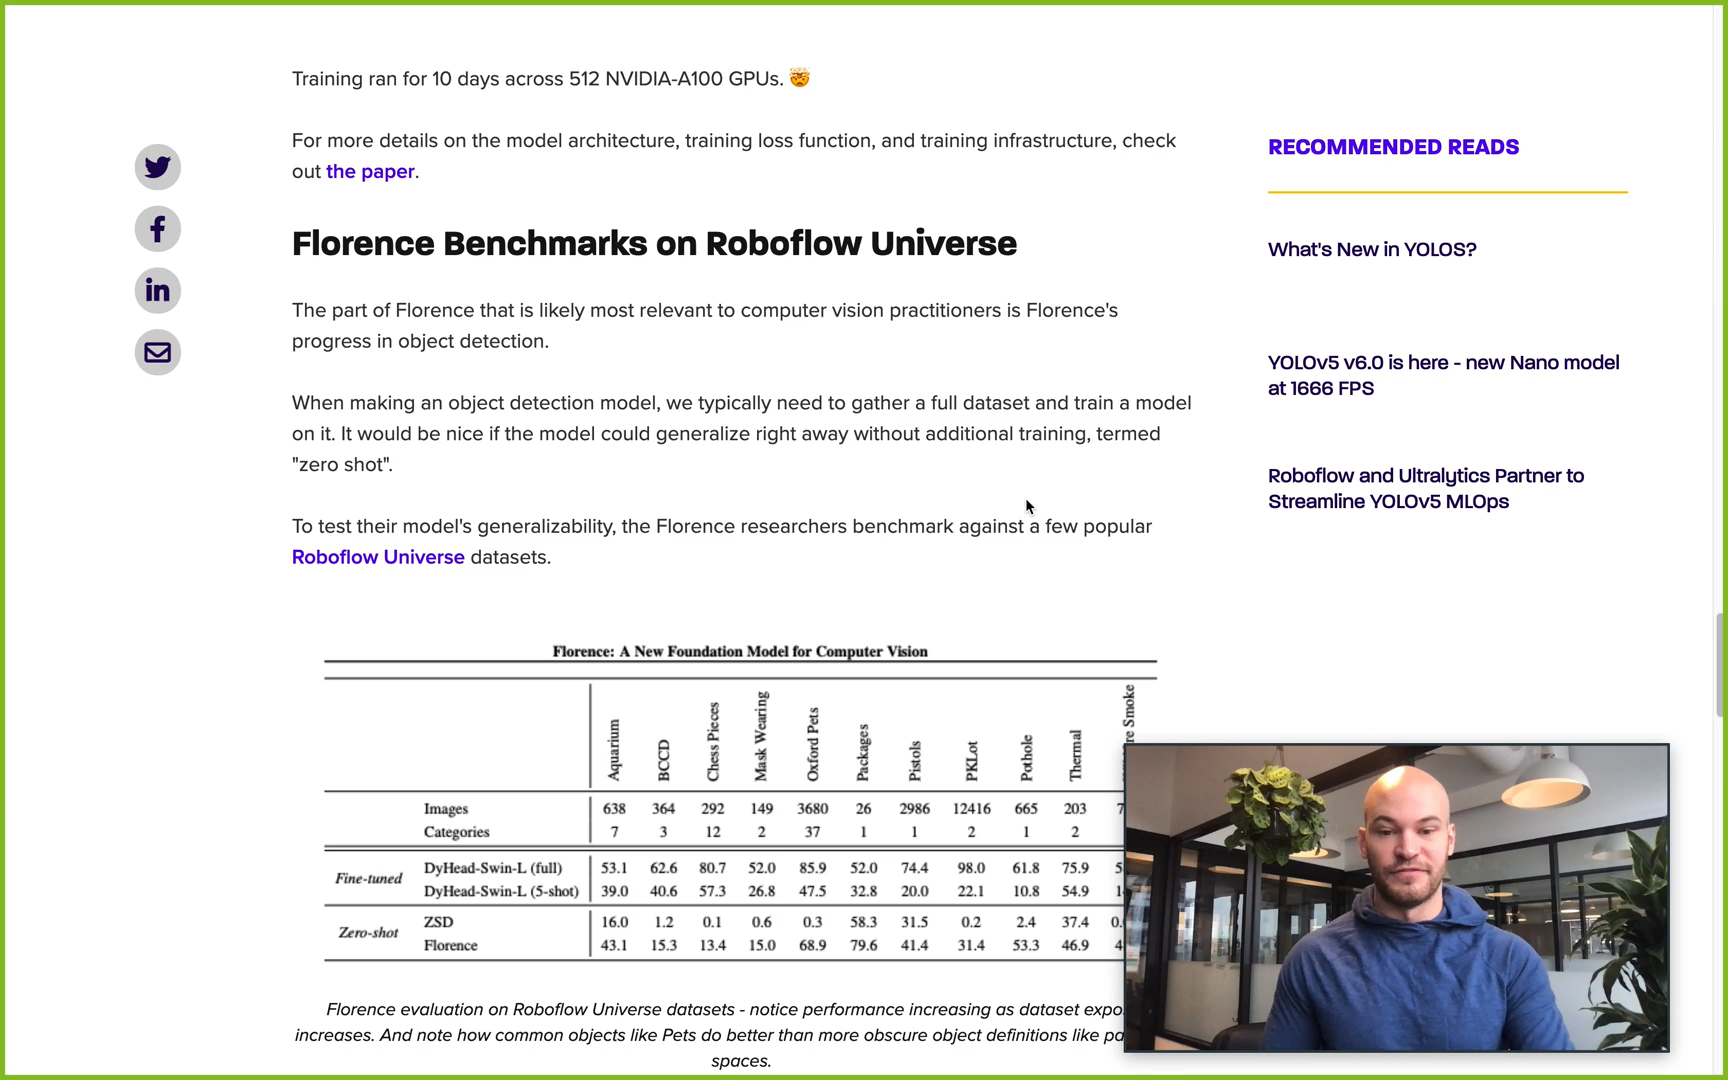 Training ran for 10 days across 512 NVIDIA-A100 GPUs. 🤯
For more details on the model architecture, training loss function, and training infrastructure, check
out the paper.
Florence Benchmarks on Roboflow Universe
The part of Florence that is likely most relevant to computer vision practitioners is Florence's
progress in object detection.
When making an object detection model, we typically need to gather a full dataset and train a model
on it. It would be nice if the model could generalize right away without additional training, termed
"zero shot".
To test their model's generalizability, the Florence researchers benchmark against a few popular
Roboflow Universe datasets.
Florence: A New Foundation Model for Computer Vision
Aquarium BCCD Chess Pieces Mask Wearing Oxford Pets Packages Pistols PKLot Pothole Thermal Smoke
Images 638 364 292 149 3680 26 2986 12416 665 203
Categories 7 3 12 2 37 1 1 2 1 2
Fine-tuned
DyHead-Swin-L (full) 53.1 62.6 80.7 52.0 85.9 52.0 74.4 98.0 61.8 75.9
DyHead-Swin-L (5-shot) 39.0 40.6 57.3 26.8 47.5 32.8 20.0 22.1 10.8 54.9
Zero-shot
ZSD 16.0 1.2 0.1 0.6 0.3 58.3 31.5 0.2 2.4 37.4
Florence 43.1 15.3 13.4 15.0 68.9 79.6 41.4 31.4 53.3 46.9
Florence evaluation on Roboflow Universe datasets - notice performance increasing as dataset
increases. And note how common objects like Pets do better than more obscure object definitions like
spaces.
RECOMMENDED READS
What's New in YOLOS?
YOLOv5 v6.0 is here - new Nano model
at 1666 FPS
Roboflow and Ultralytics Partner to
Streamline YOLOv5 MLOps